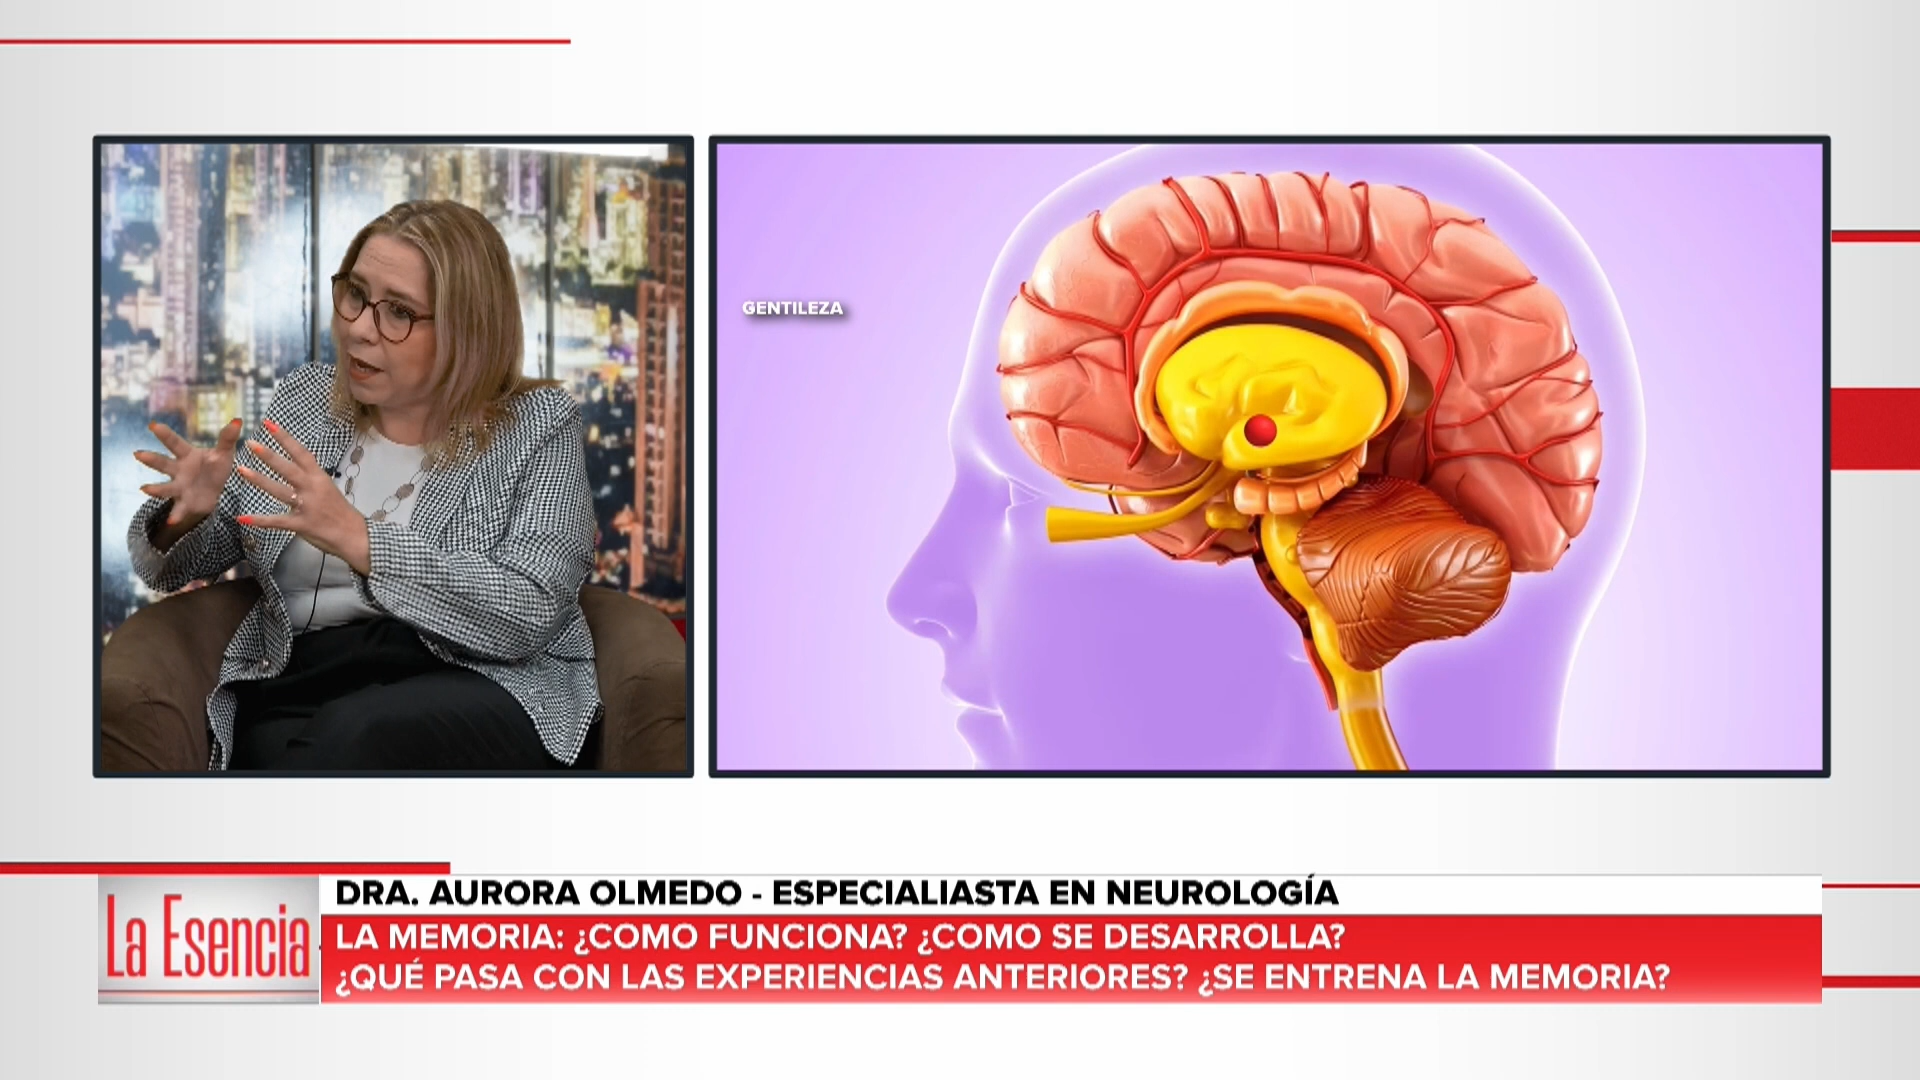 GENTILEZA
La Esencia
DRA. AURORA OLMEDO - ESPECIALIASTA EN NEUROLOGÍA
LA MEMORIA: ¿COMO FUNCIONA? ¿COMO SE DESARROLLA?
¿QUÉ PASA CON LAS EXPERIENCIAS ANTERIORES? ¿SE ENTRENA LA MEMORIA?